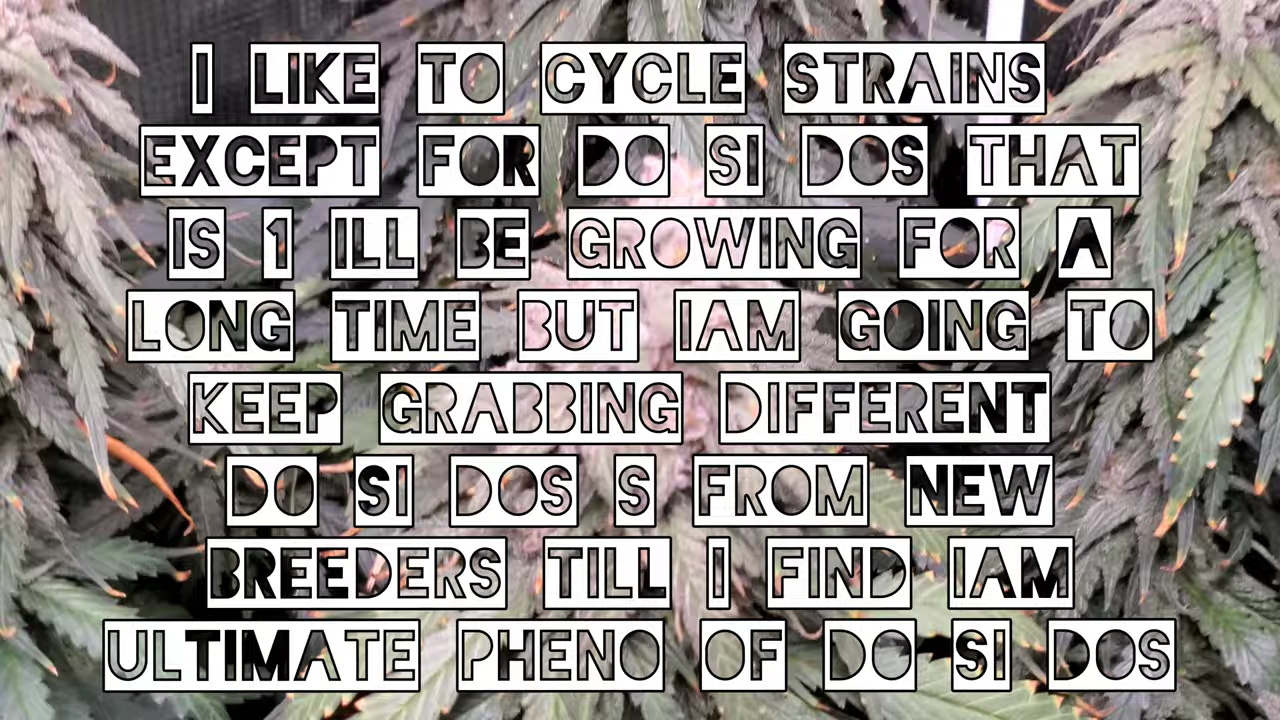 I LIKE TO CYCLE STRAINS
EXCEPT FOR DO SI DOS THAT
IS 1 ILL BE GROWING FOR A
LONG TIME BUT IAM GOING TO
KEEP GRABBING DIFFERENT
DO SI DOS S FROM NEW
BREEDERS TILL I FIND IAM
ULTIMATE PHENO OF DO SI DOS